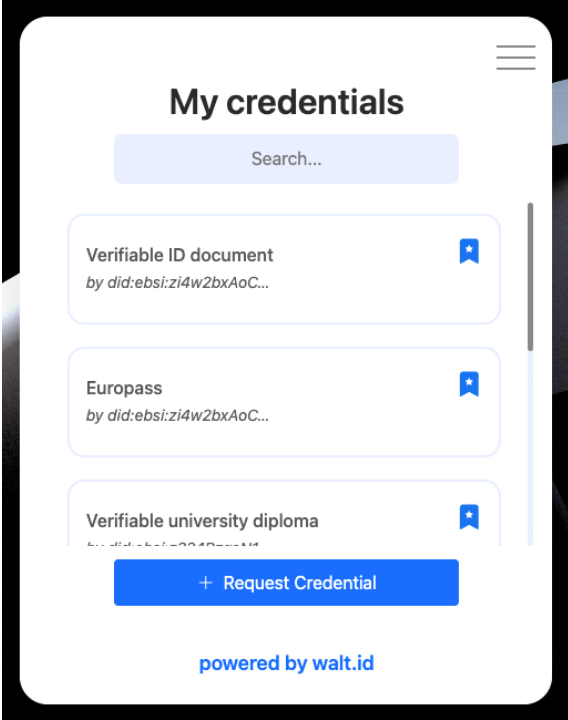 My credentials
Search...
Verifiable ID document
by did:ebsi:zi4w2bxAoC...
Europass
by did:ebsi:zi4w2bxAoC...
Verifiable university diploma
+ Request Credential
powered by walt.id